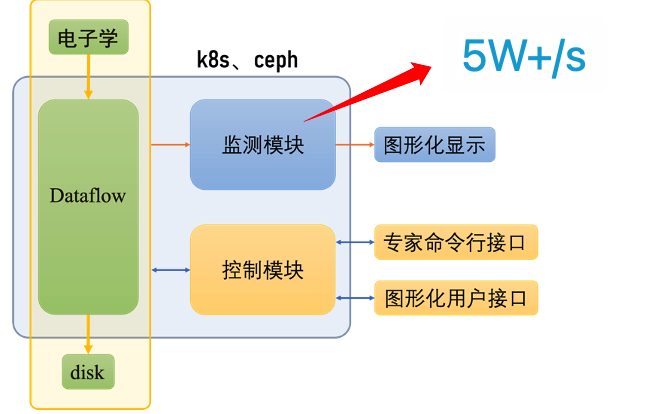 电子学
k8s、ceph
5W+/s
监测模块
图形化显示
Dataflow
专家命令行接口
控制模块
图形化用户接口
disk